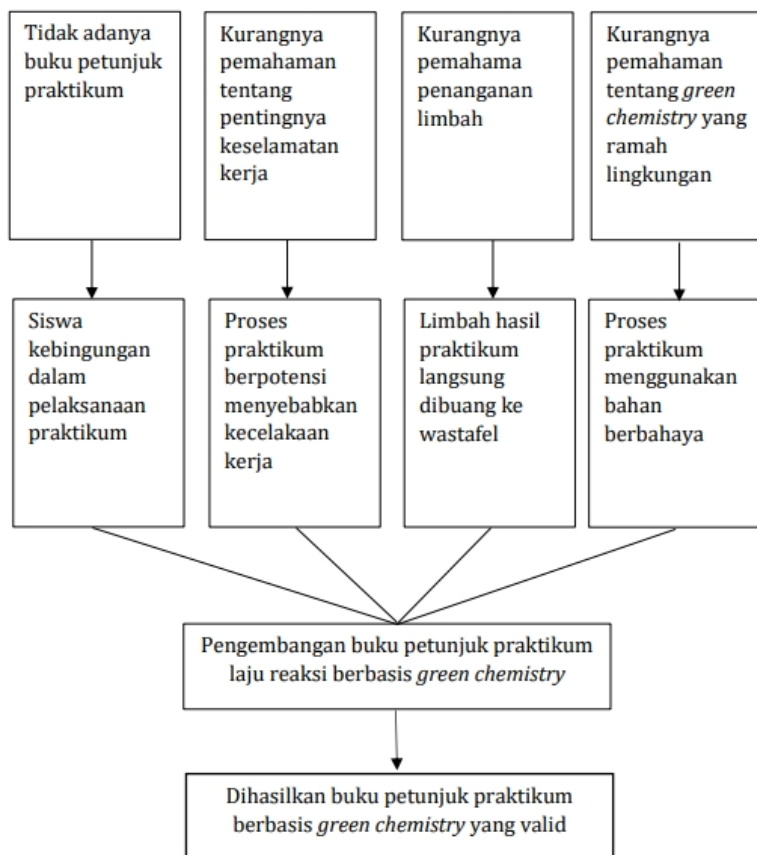 Tidak adanya
buku petunjuk
praktikum
Kurangnya
pemahaman
tentang
pentingnya
keselamatan
kerja
Kurangnya
pemahama
penanganan
limbah
Kurangnya
pemahaman
tentang green
chemistry yang
ramah
lingkungan
Siswa
kebingungan
dalam
pelaksanaan
praktikum
Proses
praktikum
berpotensi
menyebabkan
kecelakaan
kerja
Limbah hasil
praktikum
langsung
dibuang ke
wastafel
Proses
praktikum
menggunakan
bahan
berbahaya
Pengembangan buku petunjuk praktikum
laju reaksi berbasis green chemistry
Dihasilkan buku petunjuk praktikum
berbasis green chemistry yang valid